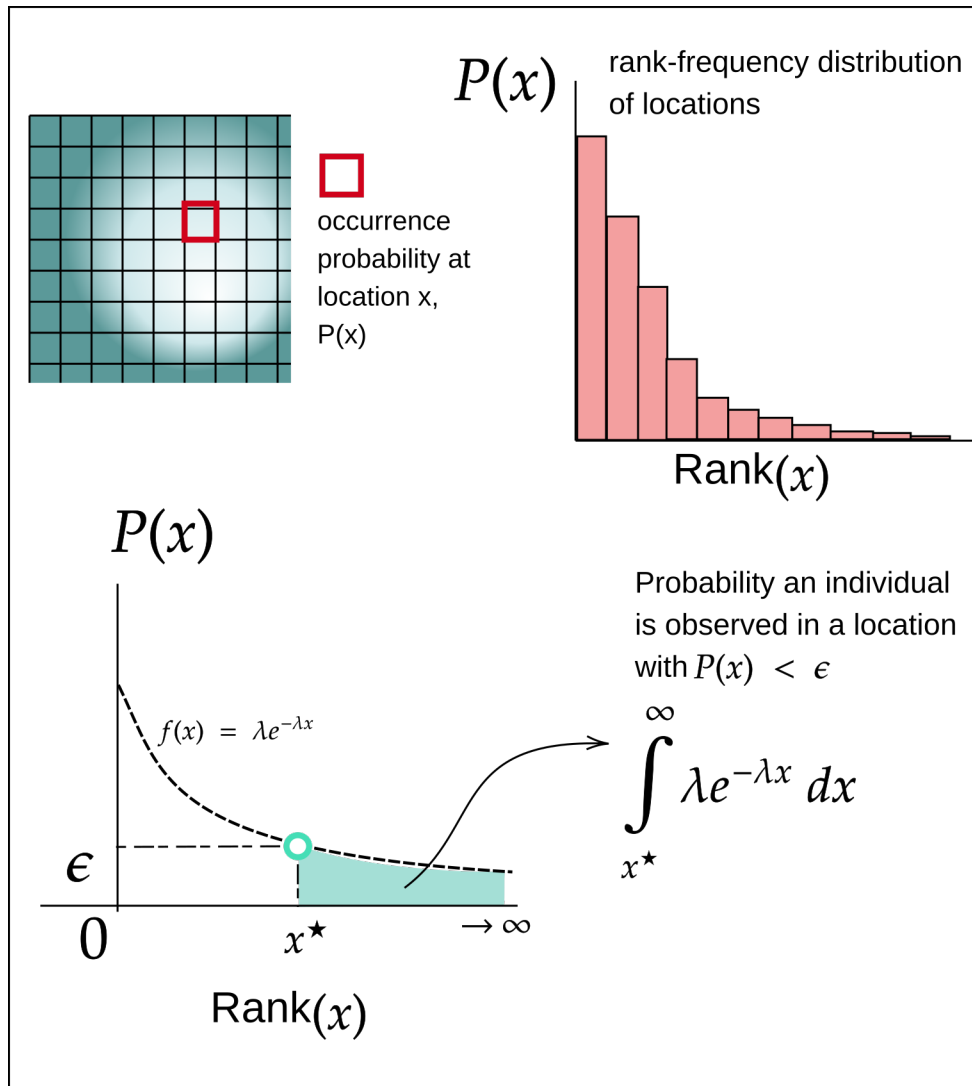 P(x)
rank-frequency distribution
of locations
occurrence
probability at
location x,
P(x)
Rank(x)
P(x)
Probability an individual
is observed in a location
with P(x) < ϵ
f(x) = λe^{−λx}
∫_{x^★}^{∞} λe^{−λx} dx
ϵ
0
x^★
→ ∞
Rank(x)